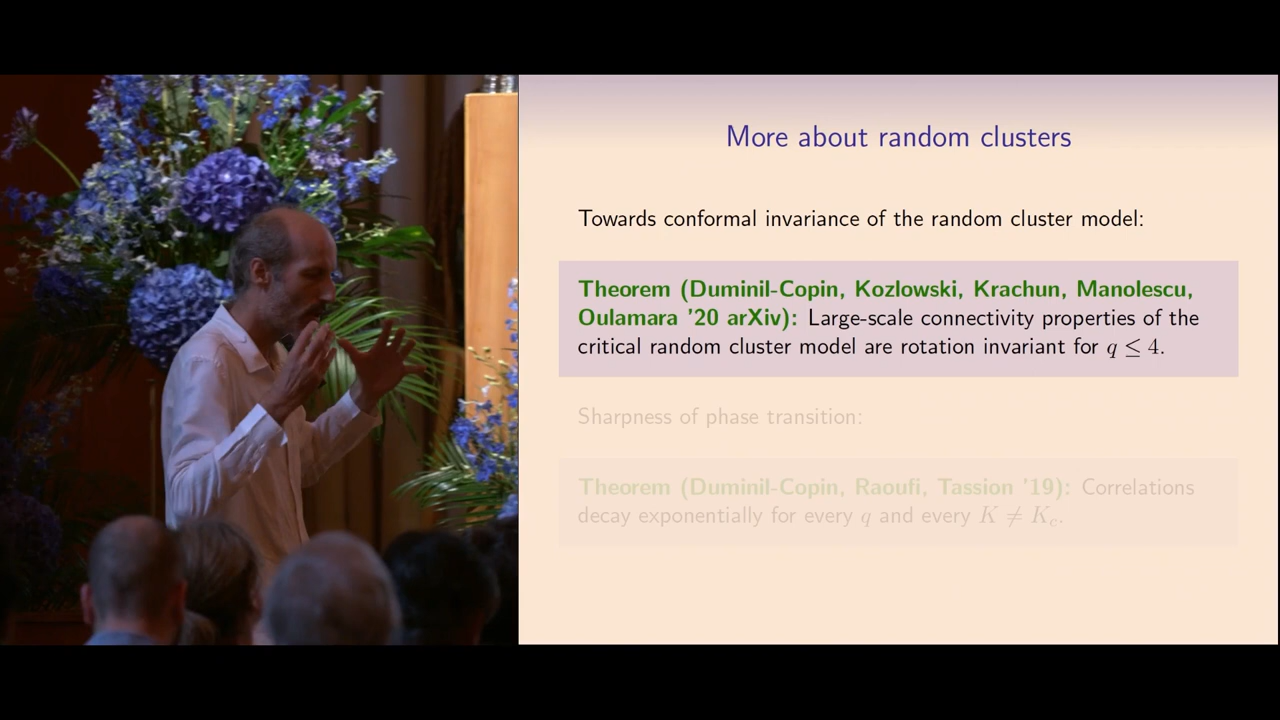 More about random clusters
Towards conformal invariance of the random cluster model:
Theorem (Duminil-Copin, Kozlowski, Krachun, Manolescu,
Oulamara '20 arXiv): Large-scale connectivity properties of the
critical random cluster model are rotation invariant for q ≤ 4.
Sharpness of phase transition:
Theorem (Duminil-Copin, Raoufi, Tassion '19): Correlations
decay exponentially for every q and every K ≠ K_c.